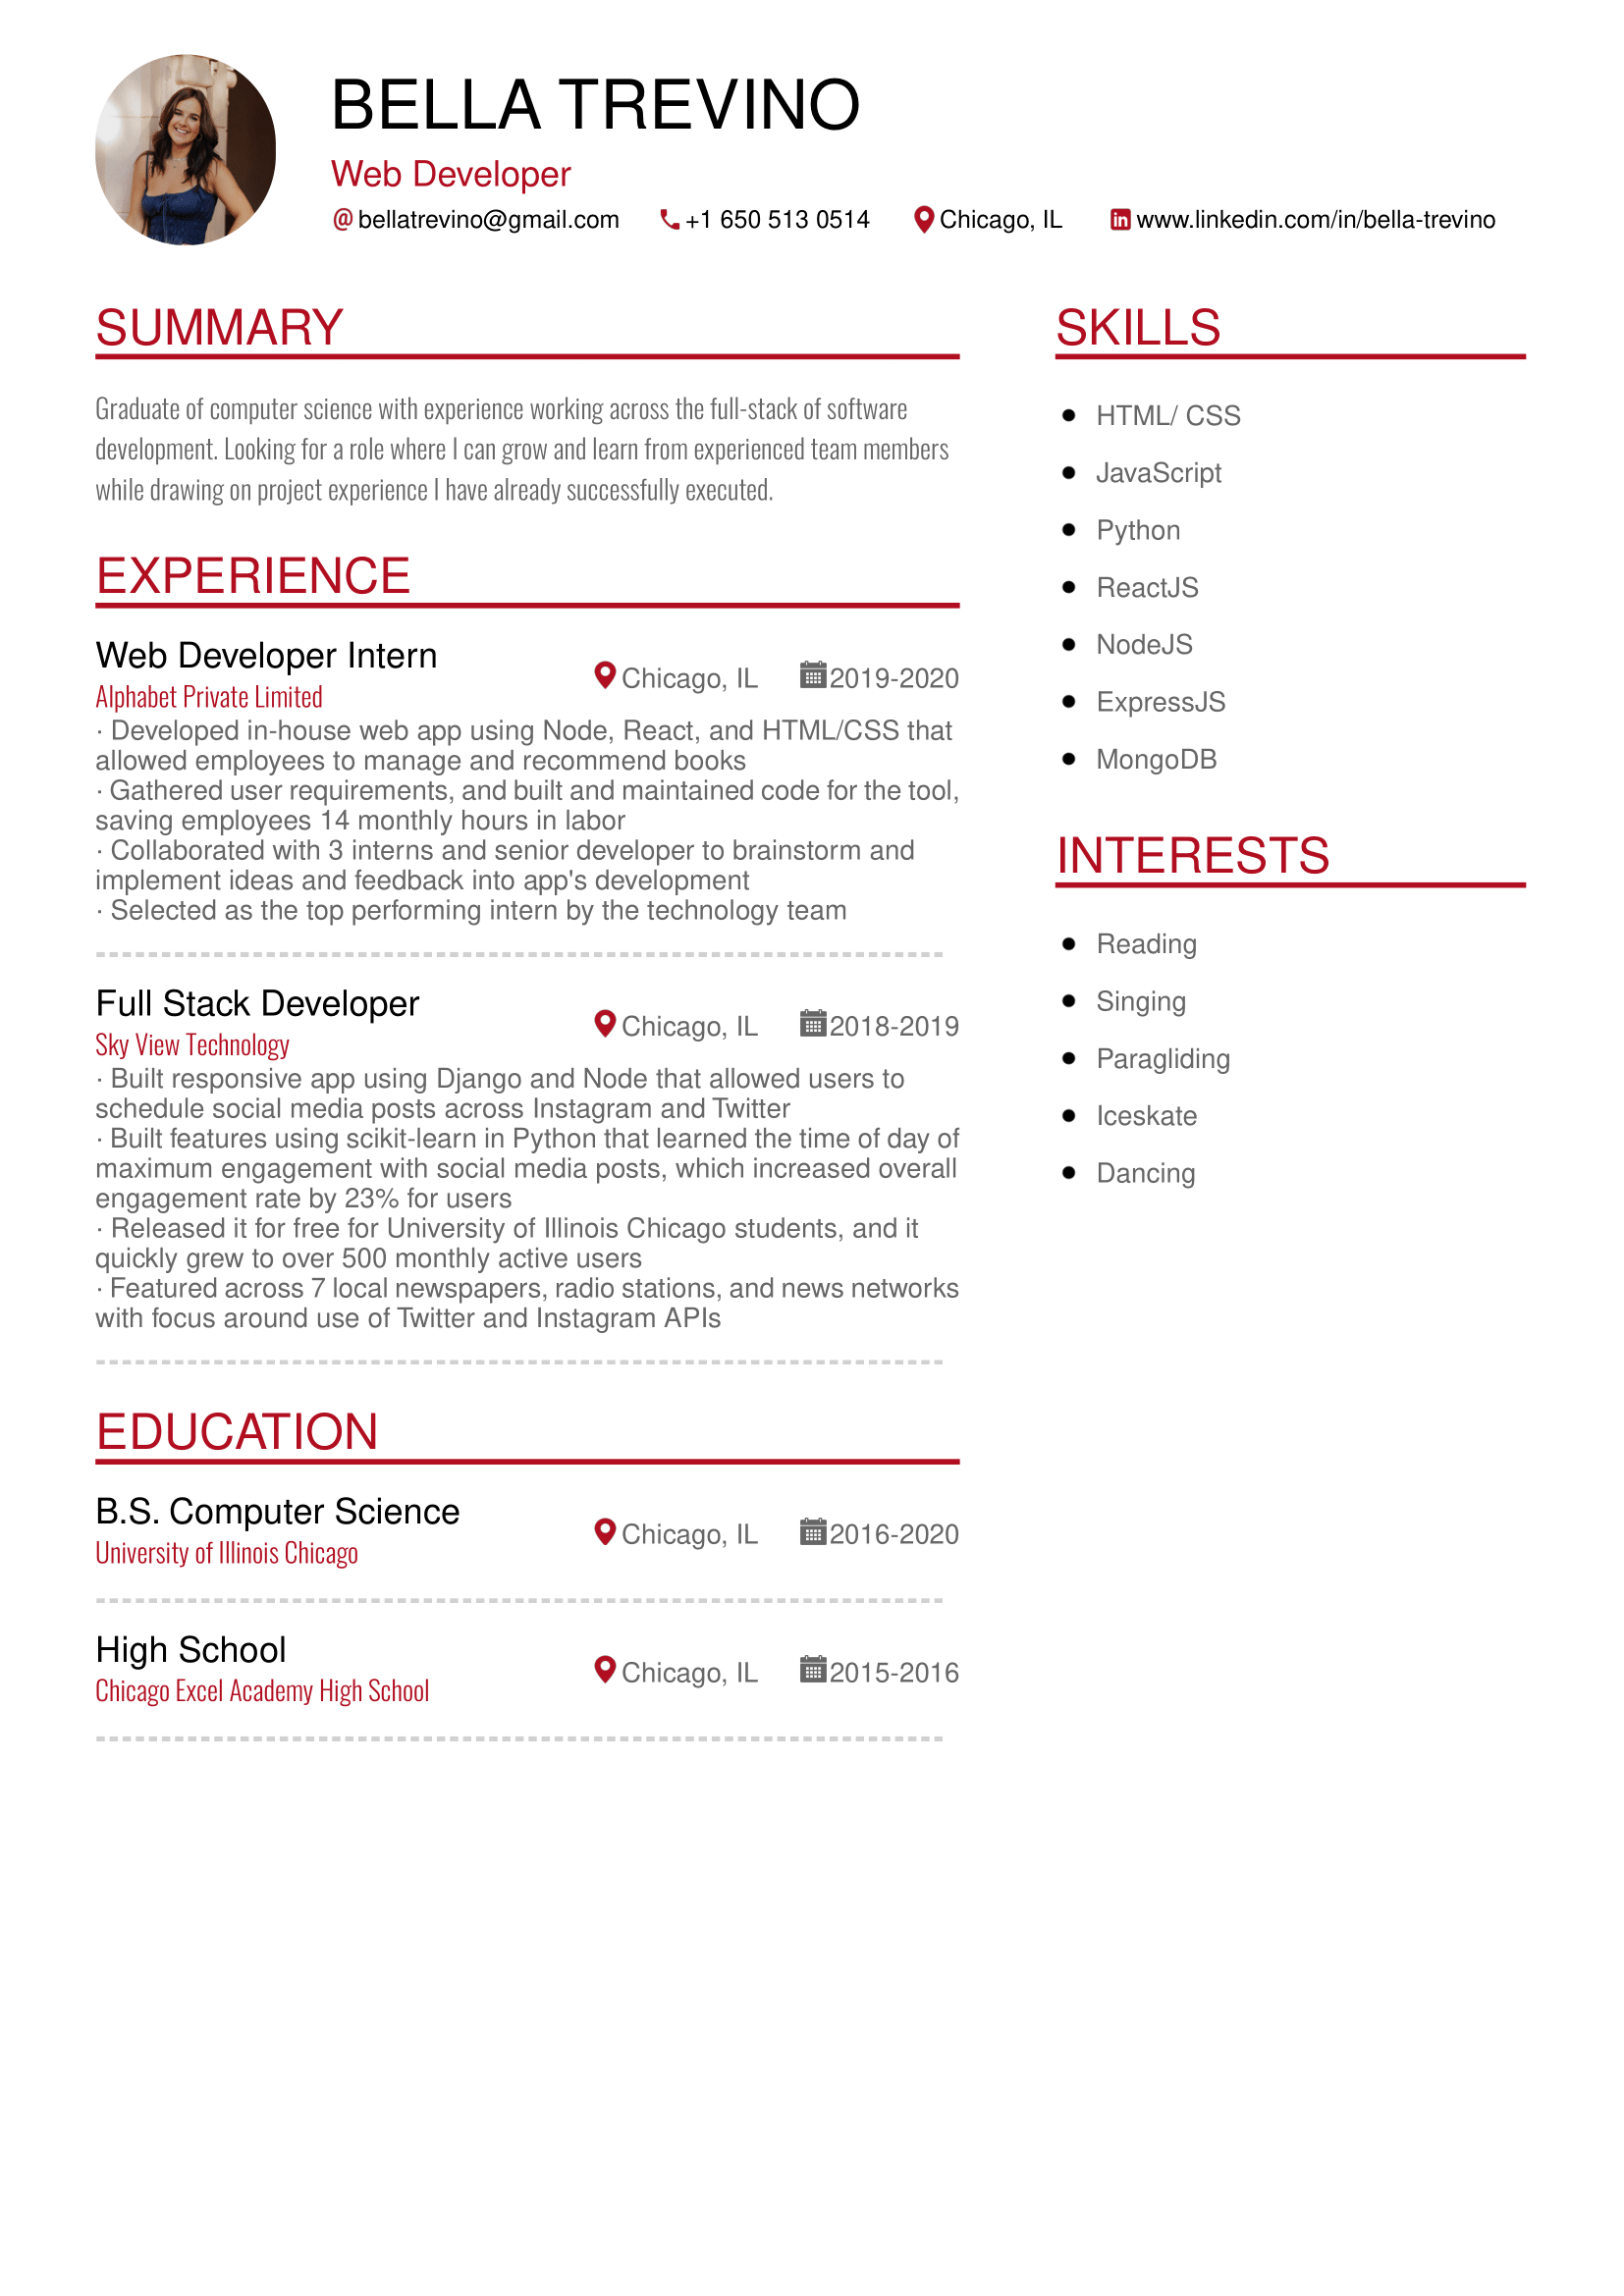 BELLA TREVINO
Web Developer
bellatrevino@gmail.com +1 650 513 0514 Chicago, IL www.linkedin.com/in/bella-trevino
SUMMARY
Graduate of computer science with experience working across the full-stack of software
development. Looking for a role where I can grow and learn from experienced team members
while drawing on project experience I have already successfully executed.
EXPERIENCE
Web Developer Intern
Chicago, IL 2019-2020
Alphabet Private Limited
· Developed in-house web app using Node, React, and HTML/CSS that
allowed employees to manage and recommend books
· Gathered user requirements, and built and maintained code for the tool,
saving employees 14 monthly hours in labor
· Collaborated with 3 interns and senior developer to brainstorm and
implement ideas and feedback into app's development
· Selected as the top performing intern by the technology team
Full Stack Developer
Chicago, IL 2018-2019
Sky View Technology
· Built responsive app using Django and Node that allowed users to
schedule social media posts across Instagram and Twitter
· Built features using scikit-learn in Python that learned the time of day of
maximum engagement with social media posts, which increased overall
engagement rate by 23% for users
· Released it for free for University of Illinois Chicago students, and it
quickly grew to over 500 monthly active users
· Featured across 7 local newspapers, radio stations, and news networks
with focus around use of Twitter and Instagram APIs
EDUCATION
B.S. Computer Science
Chicago, IL 2016-2020
University of Illinois Chicago
High School
Chicago, IL 2015-2016
Chicago Excel Academy High School
SKILLS
• HTML/ CSS
• JavaScript
• Python
• ReactJS
• NodeJS
• ExpressJS
• MongoDB
INTERESTS
• Reading
• Singing
• Paragliding
• Iceskate
• Dancing